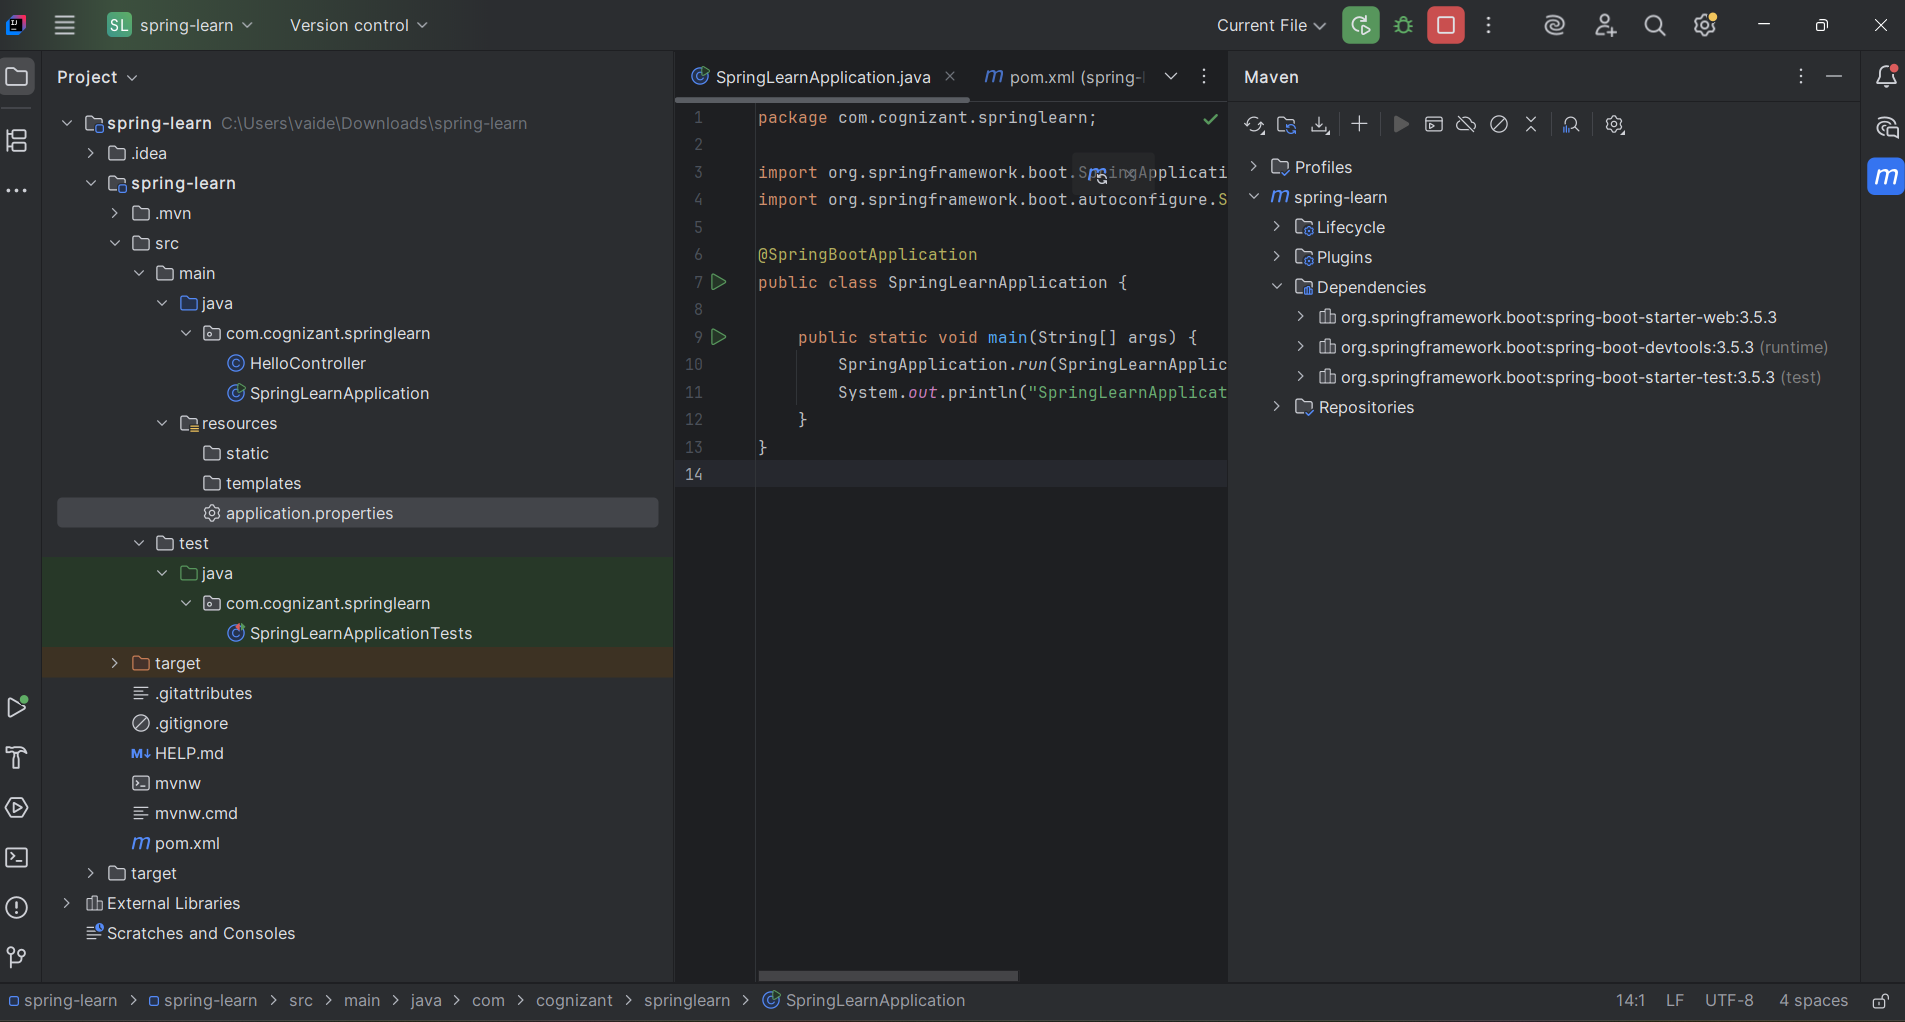 SL spring-learn Version control Current File
Project
spring-learn C:\Users\vaide\Downloads\spring-learn
.idea
spring-learn
.mvn
src
main
java
com.cognizant.springlearn
HelloController
SpringLearnApplication
resources
static
templates
application.properties
test
java
com.cognizant.springlearn
SpringLearnApplicationTests
target
.gitattributes
.gitignore
M↓ HELP.md
mvnw
mvnw.cmd
m pom.xml
target
External Libraries
Scratches and Consoles
SpringLearnApplication.java m pom.xml (spring-
1 package com.cognizant.springlearn;
2
3 import org.springframework.boot.SpringApplicati
4 import org.springframework.boot.autoconfigure.S
5
6 @SpringBootApplication
7 public class SpringLearnApplication {
8
9 public static void main(String[] args) {
10 SpringApplication.run(SpringLearnApplic
11 System.out.println("SpringLearnApplicat
12 }
13 }
14
Maven
Profiles
m spring-learn
Lifecycle
Plugins
Dependencies
org.springframework.boot:spring-boot-starter-web:3.5.3
org.springframework.boot:spring-boot-devtools:3.5.3 (runtime)
org.springframework.boot:spring-boot-starter-test:3.5.3 (test)
Repositories
m
spring-learn > spring-learn > src > main > java > com > cognizant > springlearn > SpringLearnApplication 14:1 LF UTF-8 4 spaces